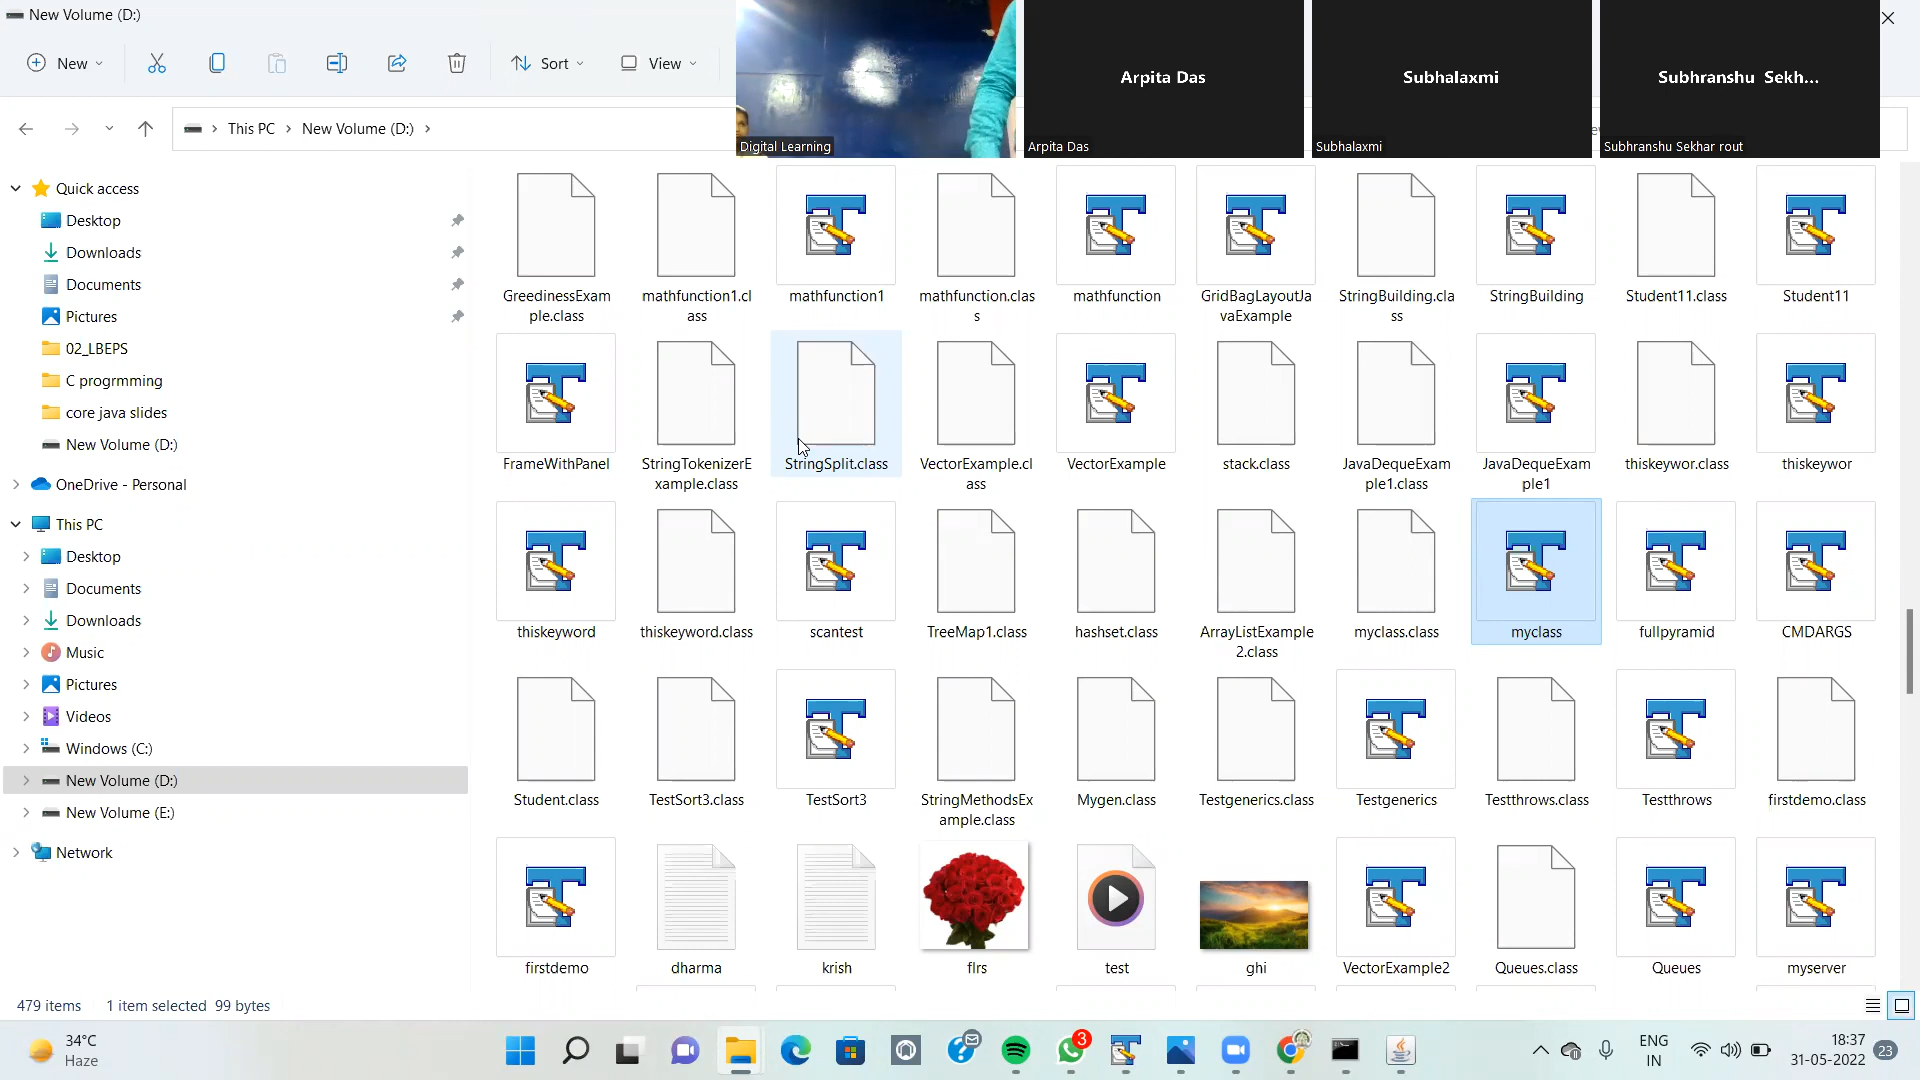 New Volume (D:)
New
Sort
View
Arpita Das
Subhalaxmi
Subhranshu Sekh...
Digital Learning
Arpita Das
Subhalaxmi
Subhranshu Sekhar rout
This PC
New Volume (D:)
Quick access
Desktop
Downloads
Documents
Pictures
02_LBEPS
C progrmming
core java slides
New Volume (D:)
OneDrive - Personal
This PC
Desktop
Documents
Downloads
Music
Pictures
Videos
Windows (C:)
New Volume (D:)
New Volume (E:)
Network
GreedinessExam
ple.class
mathfunction1.cl
ass
mathfunction1
mathfunction.clas
s
mathfunction
GridBagLayoutJa
vaExample
StringBuilding.cla
ss
StringBuilding
Student11.class
Student11
FrameWithPanel
StringTokenizerE
xample.class
StringSplit.class
VectorExample.cl
ass
VectorExample
stack.class
JavaDequeExam
ple1.class
JavaDequeExam
ple1
thiskeywor.class
thiskeywor
thiskeyword
thiskeyword.class
scantest
TreeMap1.class
hashset.class
ArrayListExample
2.class
myclass.class
myclass
fullpyramid
CMDARGS
Student.class
TestSort3.class
TestSort3
StringMethodsEx
ample.class
Mygen.class
Testgenerics.class
Testgenerics
Testthrows.class
Testthrows
firstdemo.class
firstdemo
dharma
krish
flrs
test
ghi
VectorExample2
Queues.class
Queues
myserver
479 items
1 item selected 99 bytes
34°C
Haze
3
ENG
IN
18:37
31-05-2022
23